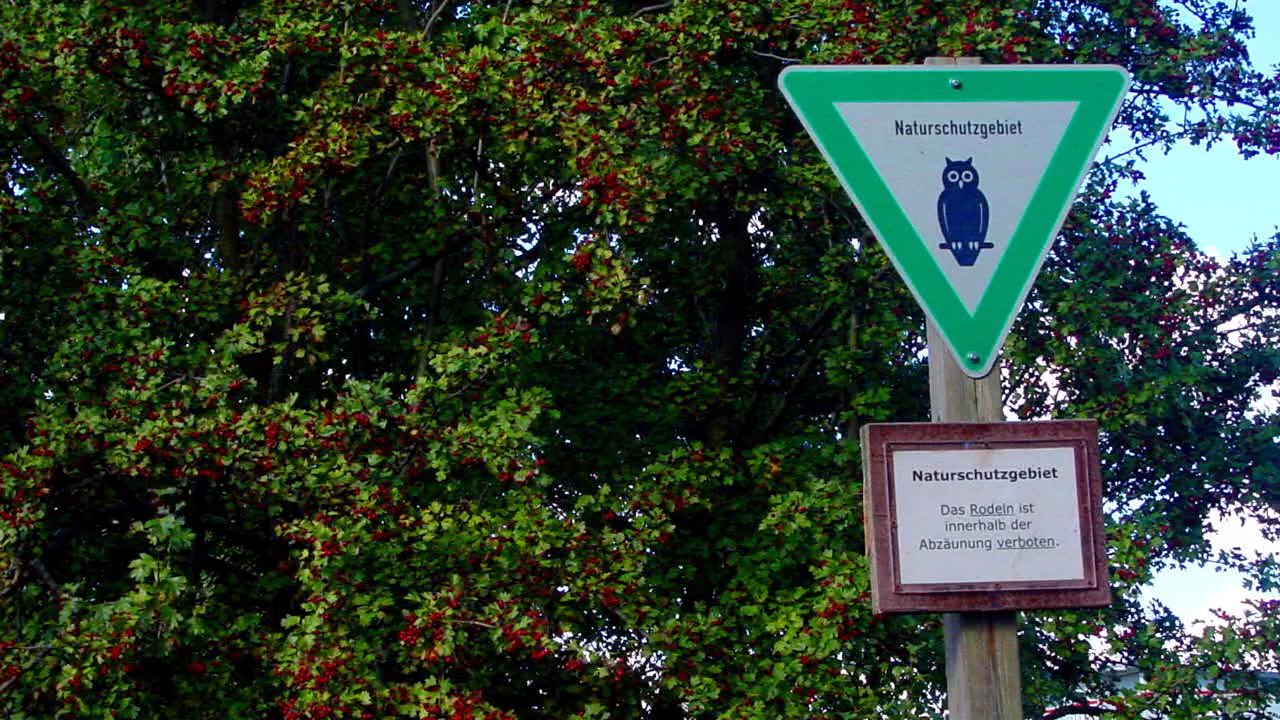 Naturschutzgebiet
Naturschutzgebiet
Das Rodeln ist
innerhalb der
Abzäunung verboten.